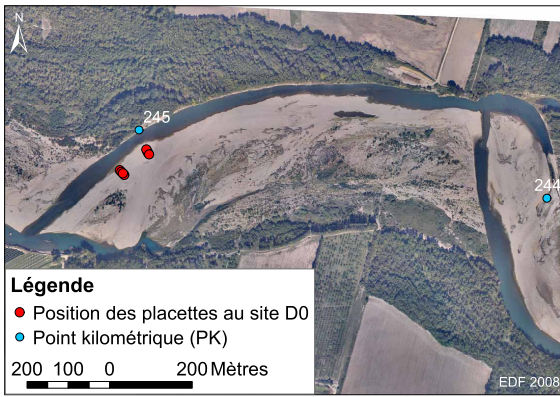 N
245
244
Légende
Position des placettes au site D0
Point kilométrique (PK)
200 100 0 200 Mètres
EDF 2008